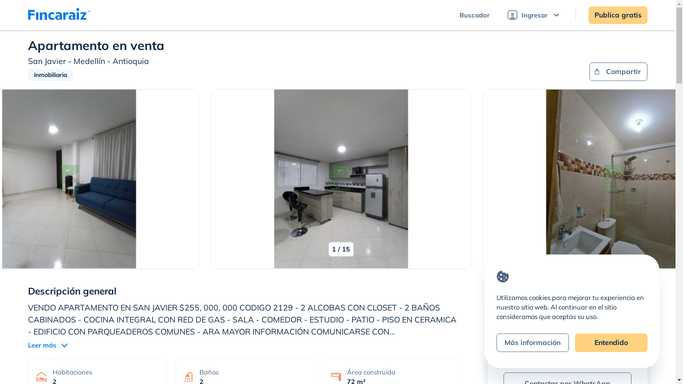 Fincaraiz
Buscador
Ingresar
Publica gratis
Apartamento en venta
San Javier - Medellín - Antioquia
Inmobiliaria
Compartir
1 / 15
Descripción general
VENDO APARTAMENTO EN SAN JAVIER $255, 000, 000 CODIGO 2129 - 2 ALCOBAS CON CLOSET - 2 BAÑOS
CABINADOS - COCINA INTEGRAL CON RED DE GAS - SALA - COMEDOR - ESTUDIO - PATIO - PISO EN CERAMICA
- EDIFICIO CON PARQUEADEROS COMUNES - ARA MAYOR INFORMACIÓN COMUNICARSE CON...
Leer más
Habitaciones
2
Baños
2
Área construida
72 m²
Utilizamos cookies para mejorar tu experiencia en
nuestro sitio web. Al continuar en el sitio
consideramos que aceptas su uso.
Más información
Entendido
Contactar por WhatsApp